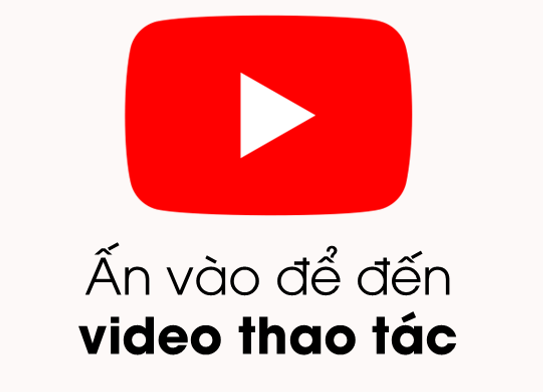 Ấn vào để đến
video thao tác